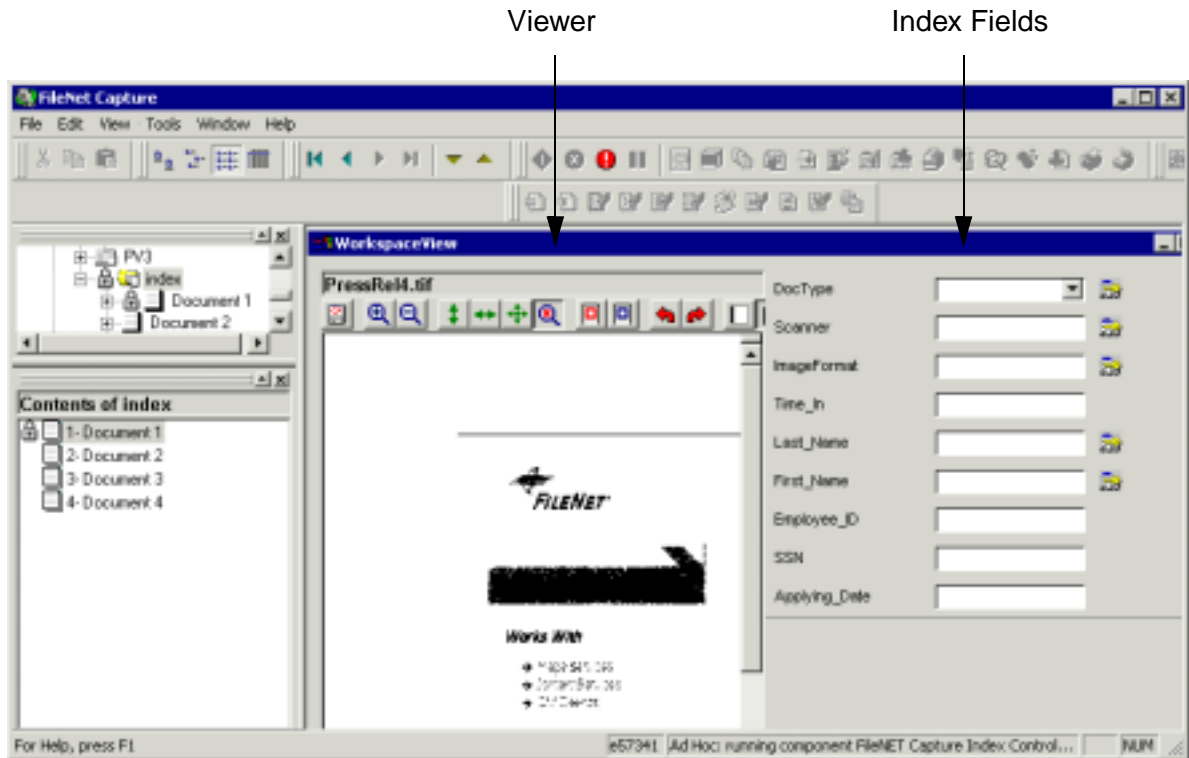 Viewer
Index Fields
FileNet Capture
File Edit View Tools Window Help
WorkspaceView
PV3
index
Document 1
Document 2
Contents of index
1- Document 1
2- Document 2
3- Document 3
4- Document 4
PressRel4.tif
FILENET
Works With
DocType
Scanner
ImageFormat
Time_In
Last_Name
First_Name
Employee_ID
SSN
Applying_Date
For Help, press F1
e57341
Ad Hoc: running component FileNET Capture Index Control...
NUM